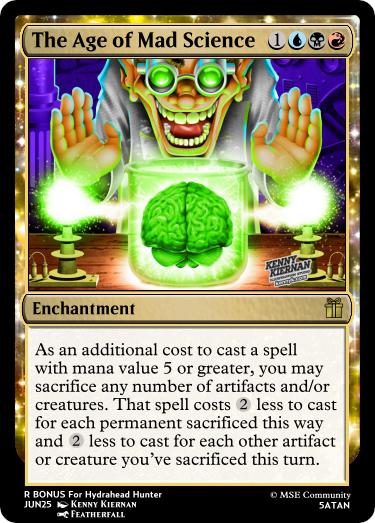 The Age of Mad Science 1
KENNY
KIERNAN
Enchantment
As an additional cost to cast a spell
with mana value 5 or greater, you may
sacrifice any number of artifacts and/or
creatures. That spell costs 2 less to cast
for each permanent sacrificed this way
and 2 less to cast for each other artifact
or creature you've sacrificed this turn.
R BONUS For Hydrahead Hunter
© MSE Community
JUN25 Kenny Kiernan
5ATAN
Featherfall